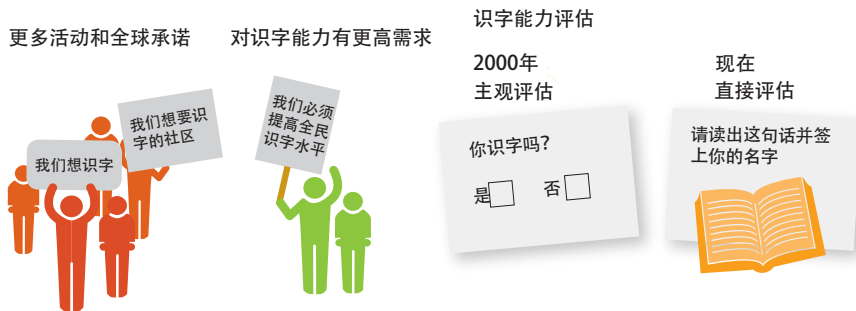 更多活动和全球承诺
我们想要识
字的社区
我们想识字
对识字能力有更高需求
我们必须
提高全民
识字水平
识字能力评估
2000年
主观评估
你识字吗？
是 否
现在
直接评估
请读出这句话并签
上你的名字